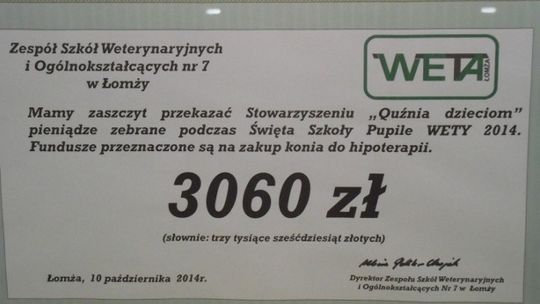 Zespół Szkół Weterynaryjnych
i Ogólnokształcących nr 7
w Łomży
WETA
ŁOMŻA
Mamy zaszczyt przekazać Stowarzyszeniu „Quźnia dzieciom"
pieniądze zebrane podczas Święta Szkoły Pupile WETY 2014.
Fundusze przeznaczone są na zakup konia do hipoterapii.
3060 zł
(słownie: trzy tysiące sześćdziesiąt złotych)
Łomża, 10 października 2014r.
Dyrektor Zespołu Szkół Weterynaryjnych
i Ogólnokształcących Nr 7 w Łomży